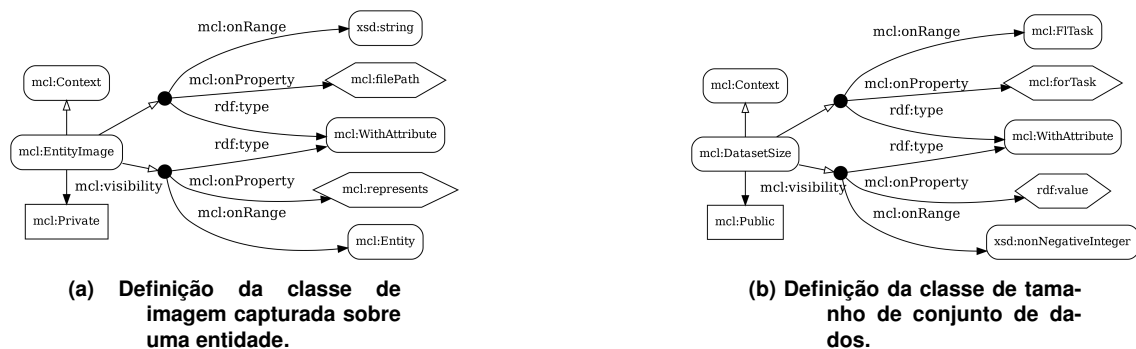 mcl:onRange
xsd:string
mcl:Context
mcl:onProperty
mcl:filePath
rdf:type
mcl:EntityImage
rdf:type
mcl:WithAttribute
mcl:visibility
mcl:onProperty
mcl:represents
mcl:onRange
mcl:Private
mcl:Entity
(a) Definição da classe de
imagem capturada sobre
uma entidade.
mcl:onRange
mcl:FlTask
mcl:Context
mcl:onProperty
mcl:forTask
rdf:type
mcl:DatasetSize
rdf:type
mcl:WithAttribute
mcl:visibility
mcl:onProperty
rdf:value
mcl:onRange
mcl:Public
xsd:nonNegativeInteger
(b) Definição da classe de tama-
nho de conjunto de da-
dos.